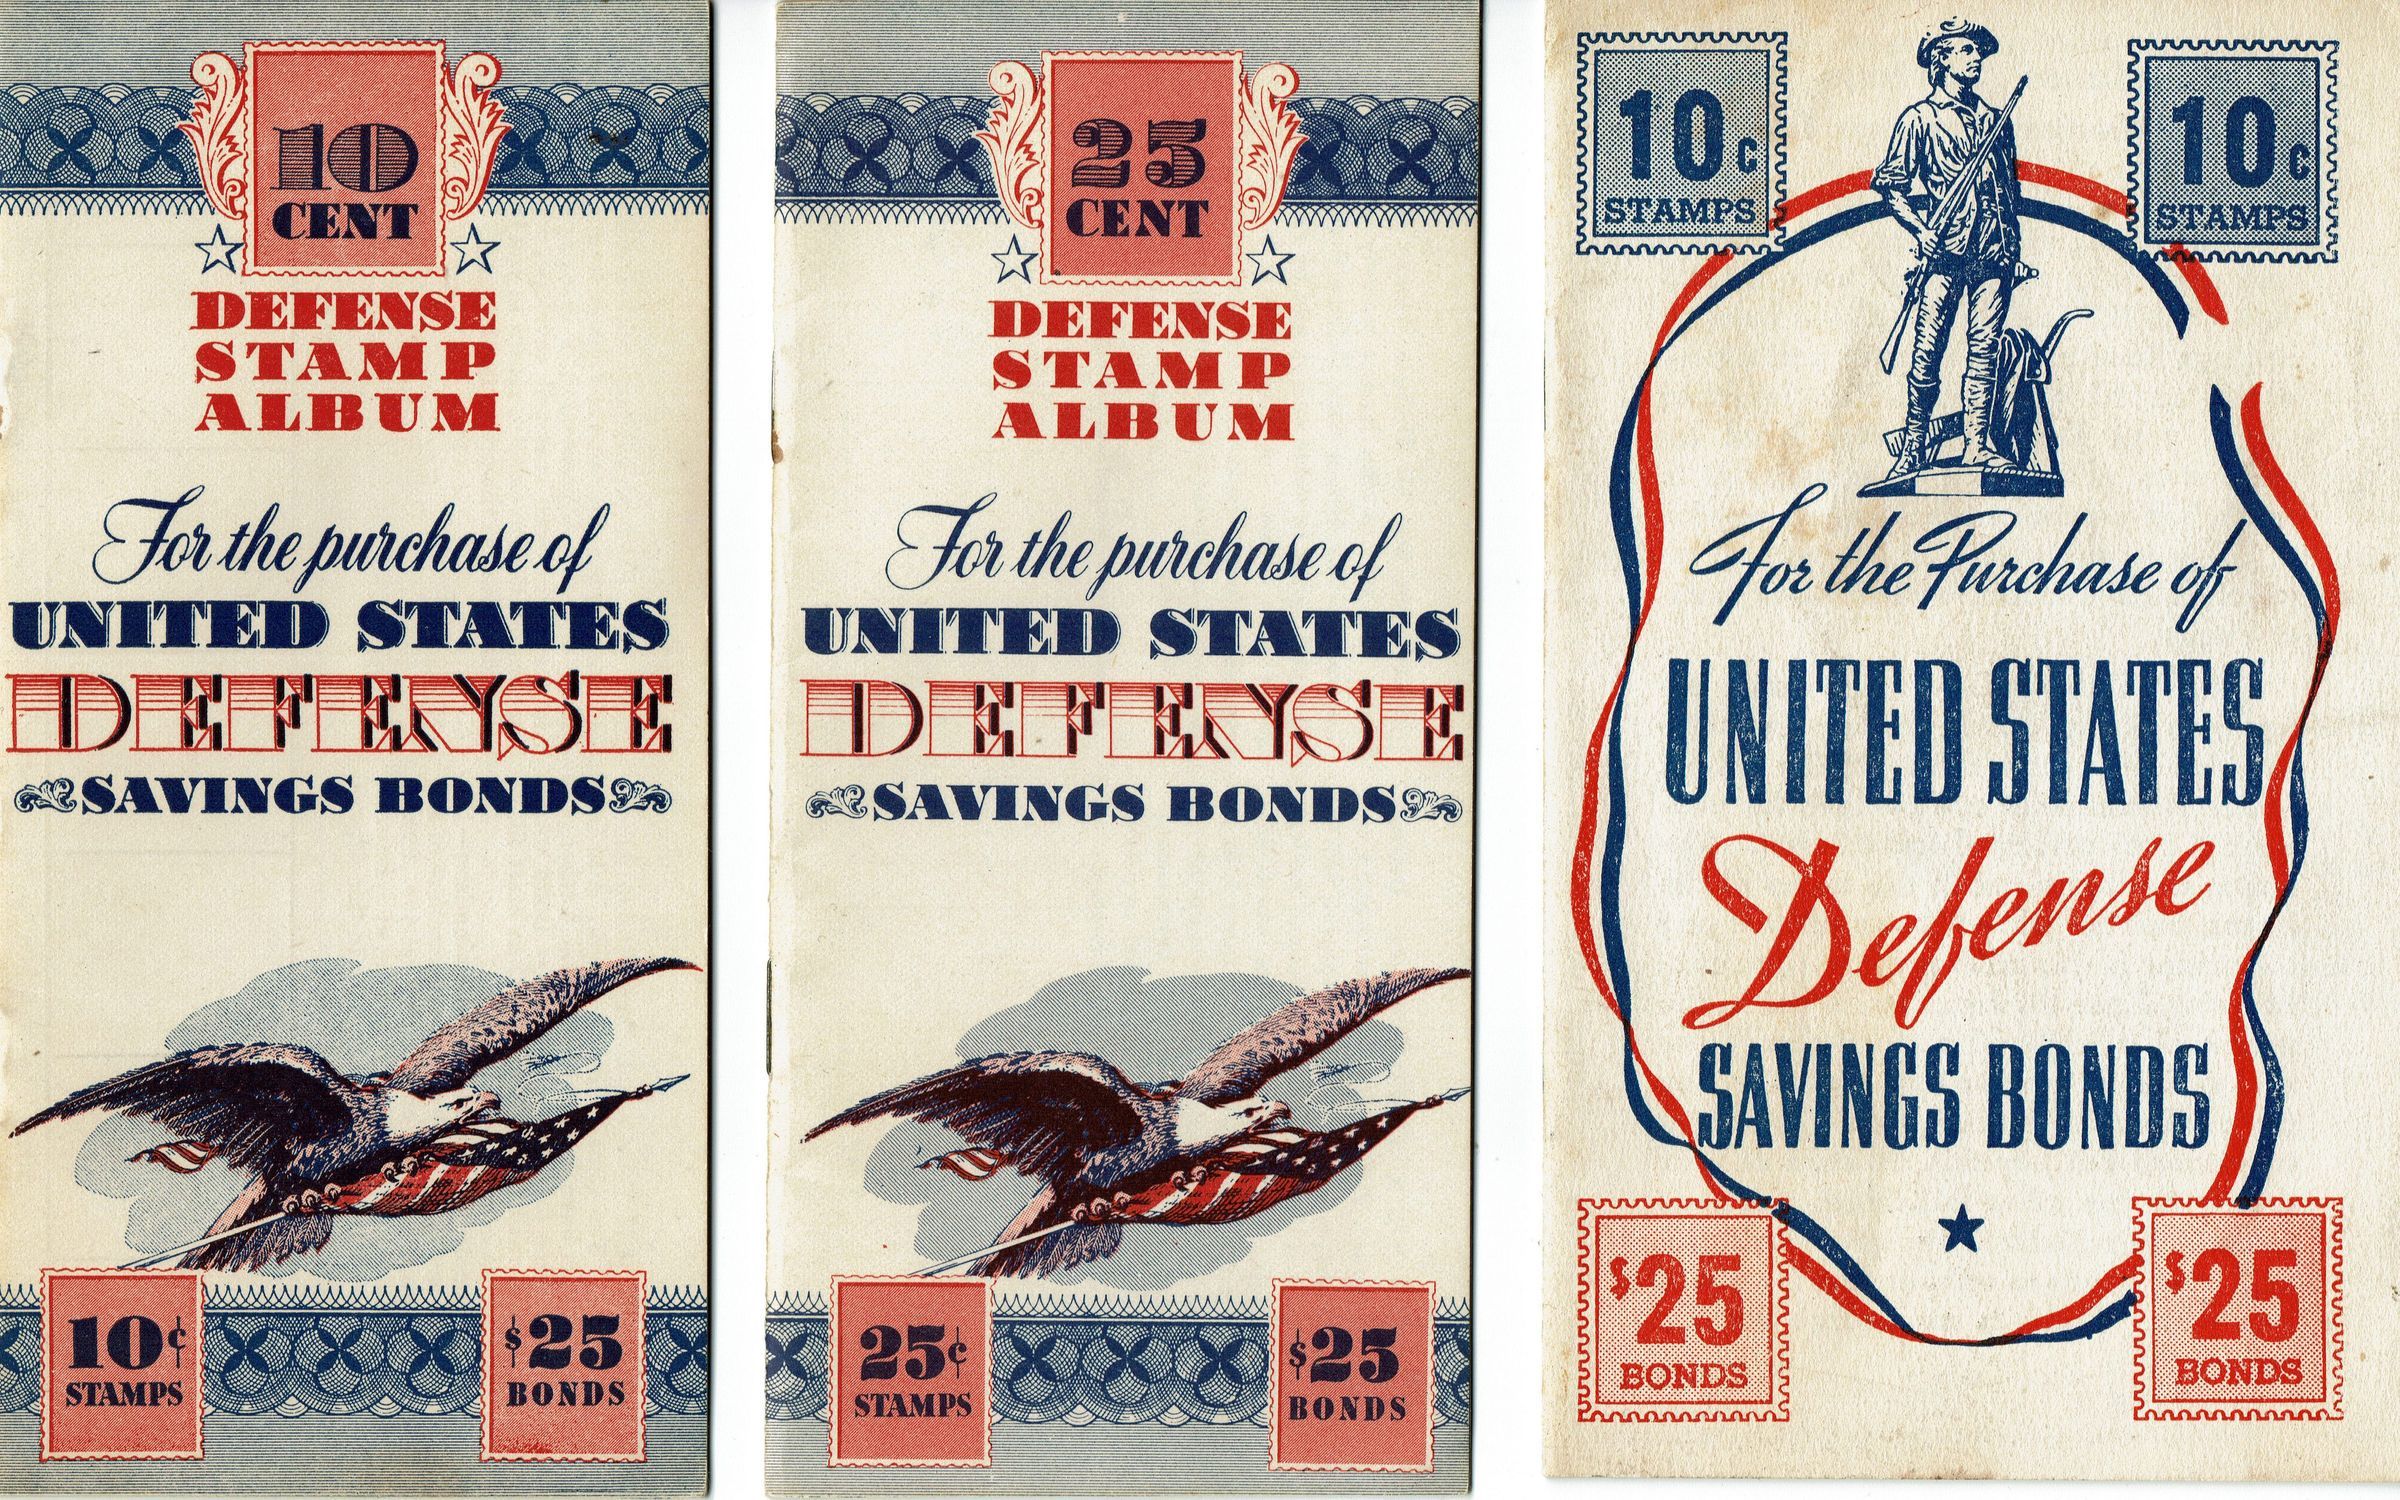 10
CENT
DEFENSE
STAMP
ALBUM
For the purchase of
UNITED STATES
DEFENSE
SAVINGS BONDS
10¢
STAMPS
$25
BONDS
25
CENT
DEFENSE
STAMP
ALBUM
For the purchase of
UNITED STATES
DEFENSE
SAVINGS BONDS
25¢
STAMPS
$25
BONDS
10c
STAMPS
10c
STAMPS
For the Purchase of
UNITED STATES
Defense
SAVINGS BONDS
$25
BONDS
$25
BONDS